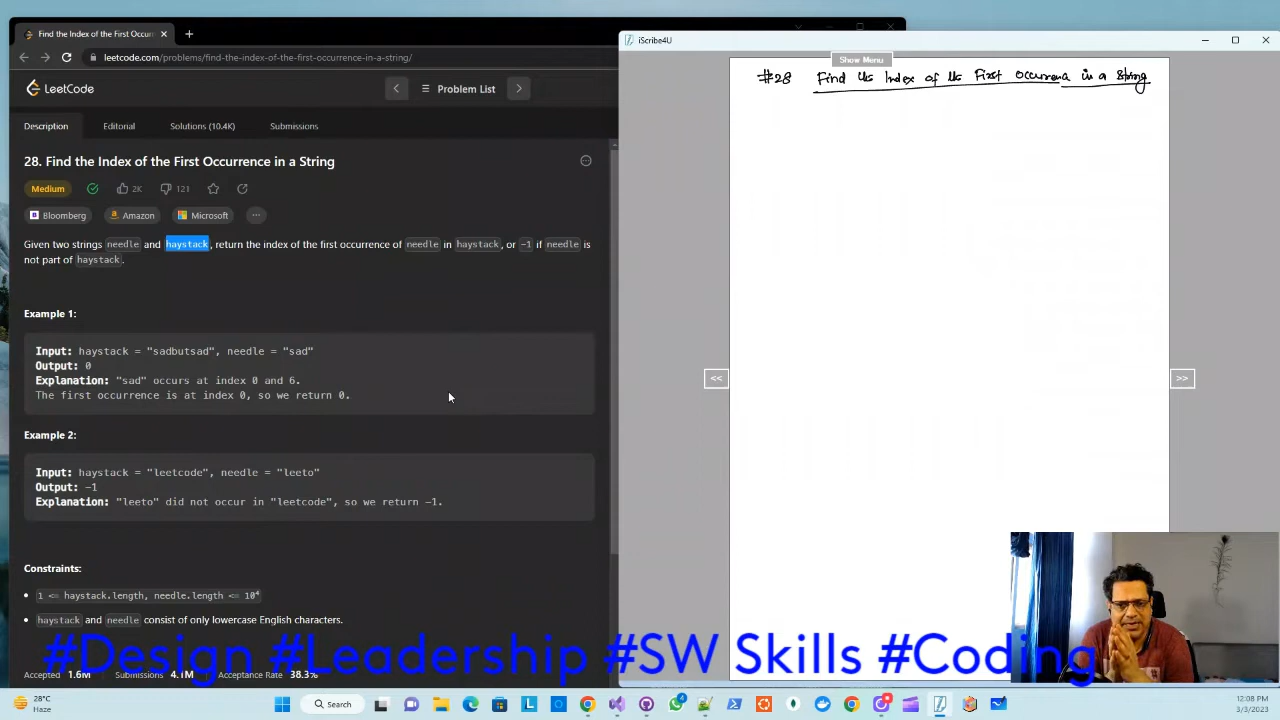 Find the Index of the First Occurr
leetcode.com/problems/find-the-index-of-the-first-occurrence-in-a-string/
LeetCode
Problem List
Description Editorial Solutions (10.4K) Submissions
28. Find the Index of the First Occurrence in a String
Medium 2K 121
Bloomberg Amazon Microsoft ...
Given two strings needle and haystack, return the index of the first occurrence of needle in haystack, or -1 if needle is
not part of haystack.
Example 1:
Input: haystack = "sadbutsad", needle = "sad"
Output: 0
Explanation: "sad" occurs at index 0 and 6.
The first occurrence is at index 0, so we return 0.
Example 2:
Input: haystack = "leetcode", needle = "leeto"
Output: -1
Explanation: "leeto" did not occur in "leetcode", so we return -1.
Constraints:
1 <= haystack.length, needle.length <= 10⁴
haystack and needle consist of only lowercase English characters.
Accepted 1.6M Submissions 4.1M Acceptance Rate 38.3%
iScribe4U
Show Menu
#28 Find the Index of the First Occurrence in a String
<< >>
#Design #Leadership #SW Skills #Coding
28°C
Haze
Search
4
12:08 PM
3/3/2023